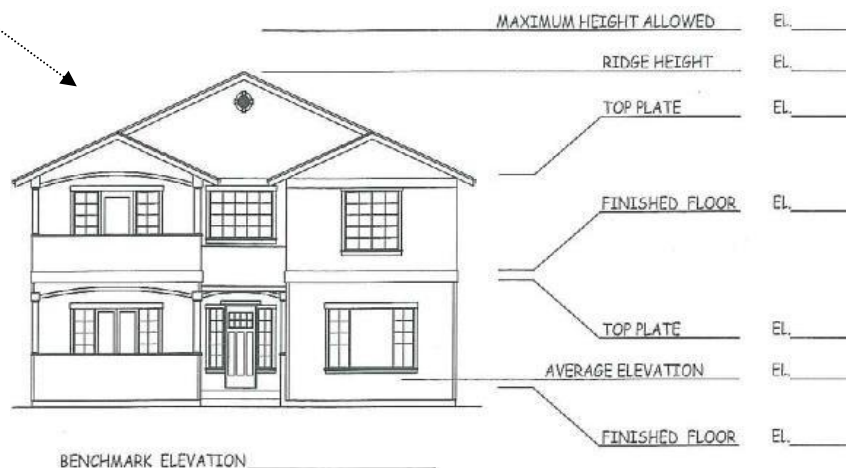 MAXIMUM HEIGHT ALLOWED EL.
RIDGE HEIGHT EL.
TOP PLATE EL.
FINISHED FLOOR EL.
TOP PLATE EL.
AVERAGE ELEVATION EL.
FINISHED FLOOR EL.
BENCHMARK ELEVATION